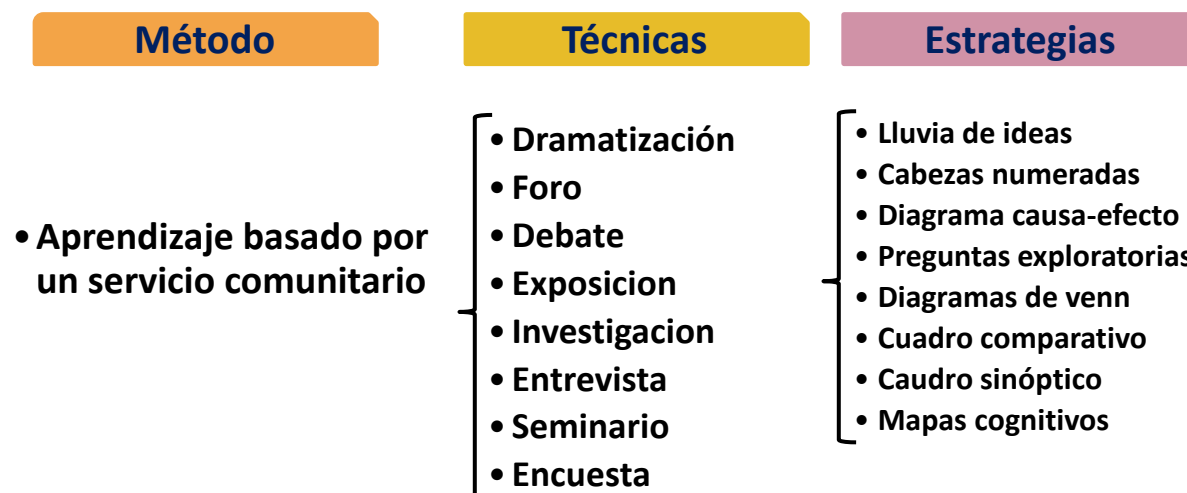 Método
Técnicas
Estrategias
• Aprendizaje basado por
un servicio comunitario
• Dramatización
• Foro
• Debate
• Exposicion
• Investigacion
• Entrevista
• Seminario
• Encuesta
• Lluvia de ideas
• Cabezas numeradas
• Diagrama causa-efecto
• Preguntas exploratorias
• Diagramas de venn
• Cuadro comparativo
• Caudro sinóptico
• Mapas cognitivos